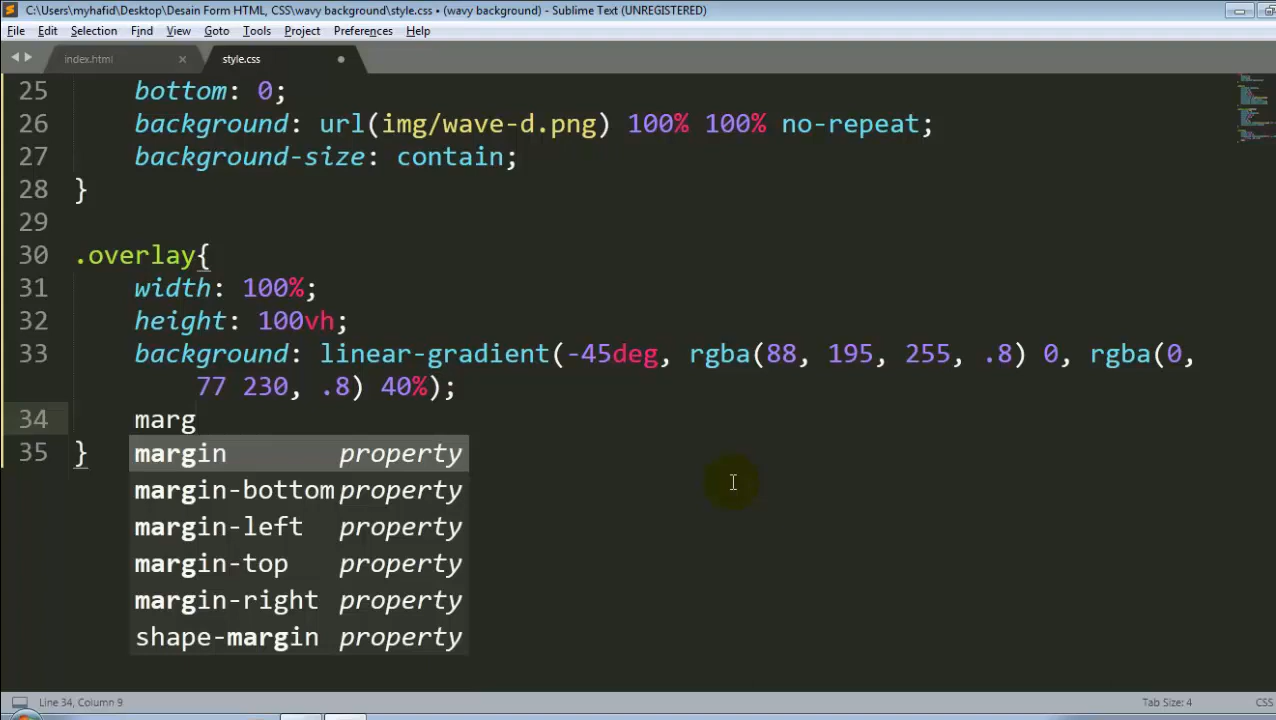 C:\Users\myhafid\Desktop\Desain Form HTML, CSS\wavy background\style.css • (wavy background) - Sublime Text (UNREGISTERED)
File Edit Selection Find View Goto Tools Project Preferences Help
index.html × style.css
25 bottom: 0;
26 background: url(img/wave-d.png) 100% 100% no-repeat;
27 background-size: contain;
28 }
29
30 .overlay{
31 width: 100%;
32 height: 100vh;
33 background: linear-gradient(-45deg, rgba(88, 195, 255, .8) 0, rgba(0,
77 230, .8) 40%);
34 marg
35 } margin property
margin-bottom property
margin-left property
margin-top property
margin-right property
shape-margin property
Line 34, Column 9 Tab Size: 4 CSS